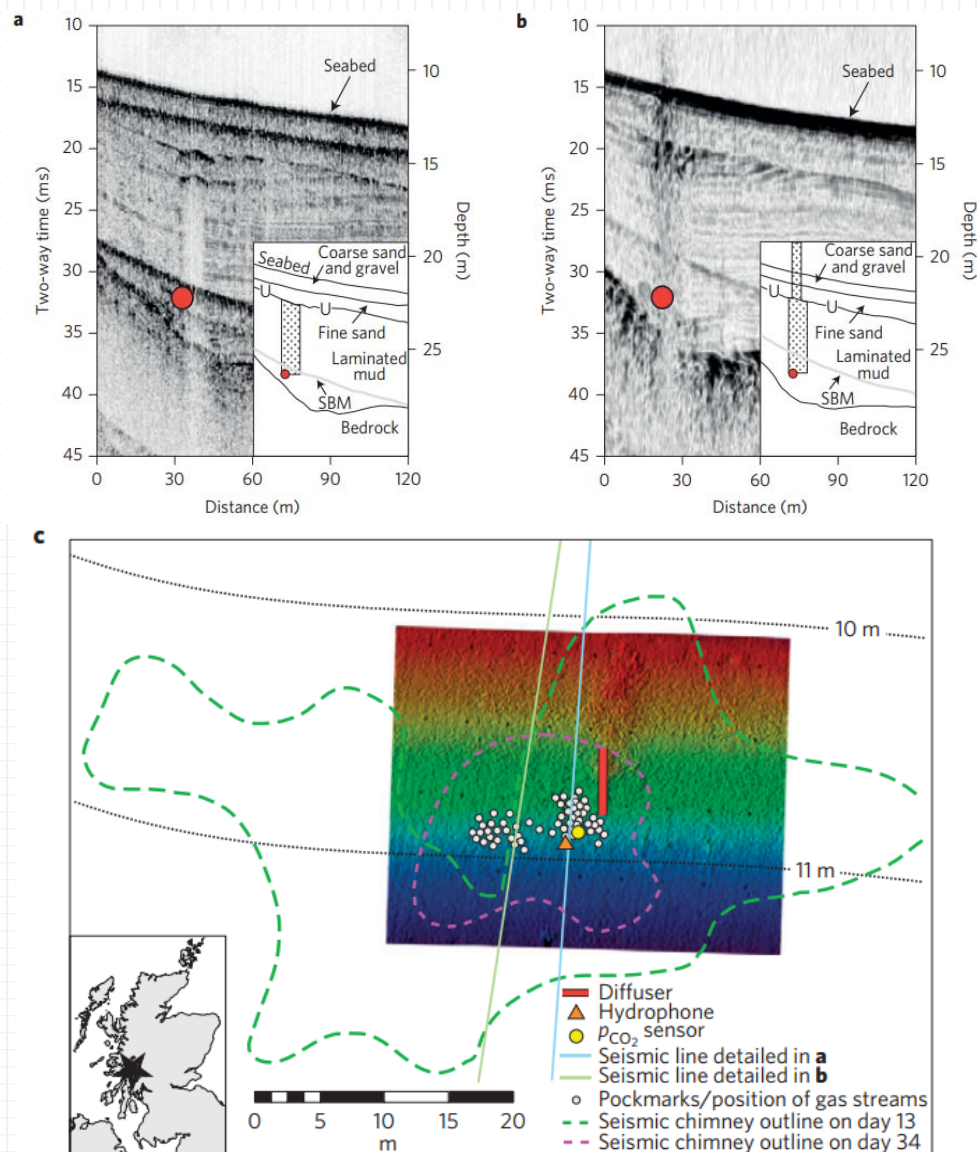 a
10
15
20
25
30
35
40
45
Two-way time (ms)
0
30
60
90
120
Distance (m)
10
15
20
25
Depth (m)
Seabed
Seabed
Coarse sand
and gravel
U
U
Fine sand
Laminated
mud
SBM
Bedrock
b
10
15
20
25
30
35
40
45
Two-way time (ms)
0
30
60
90
120
Distance (m)
10
15
20
25
Depth (m)
Seabed
Coarse sand
and gravel
U
U
Fine sand
Laminated
mud
SBM
Bedrock
c
10 m
11 m
Diffuser
Hydrophone
pCO2 sensor
Seismic line detailed in a
Seismic line detailed in b
Pockmarks/position of gas streams
Seismic chimney outline on day 13
Seismic chimney outline on day 34
0
5
10
15
20
m